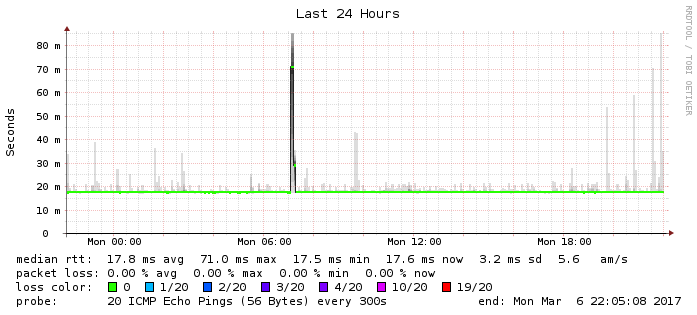 Last 24 Hours
RRDTOOL / TOBI OETIKER
Seconds
80 m
70 m
60 m
50 m
40 m
30 m
20 m
10 m
0
Mon 00:00 Mon 06:00 Mon 12:00 Mon 18:00
median rtt: 17.8 ms avg 71.0 ms max 17.5 ms min 17.6 ms now 3.2 ms sd 5.6 am/s
packet loss: 0.00 % avg 0.00 % max 0.00 % min 0.00 % now
loss color: 0 1/20 2/20 3/20 4/20 10/20 19/20
probe: 20 ICMP Echo Pings (56 Bytes) every 300s end: Mon Mar 6 22:05:08 2017